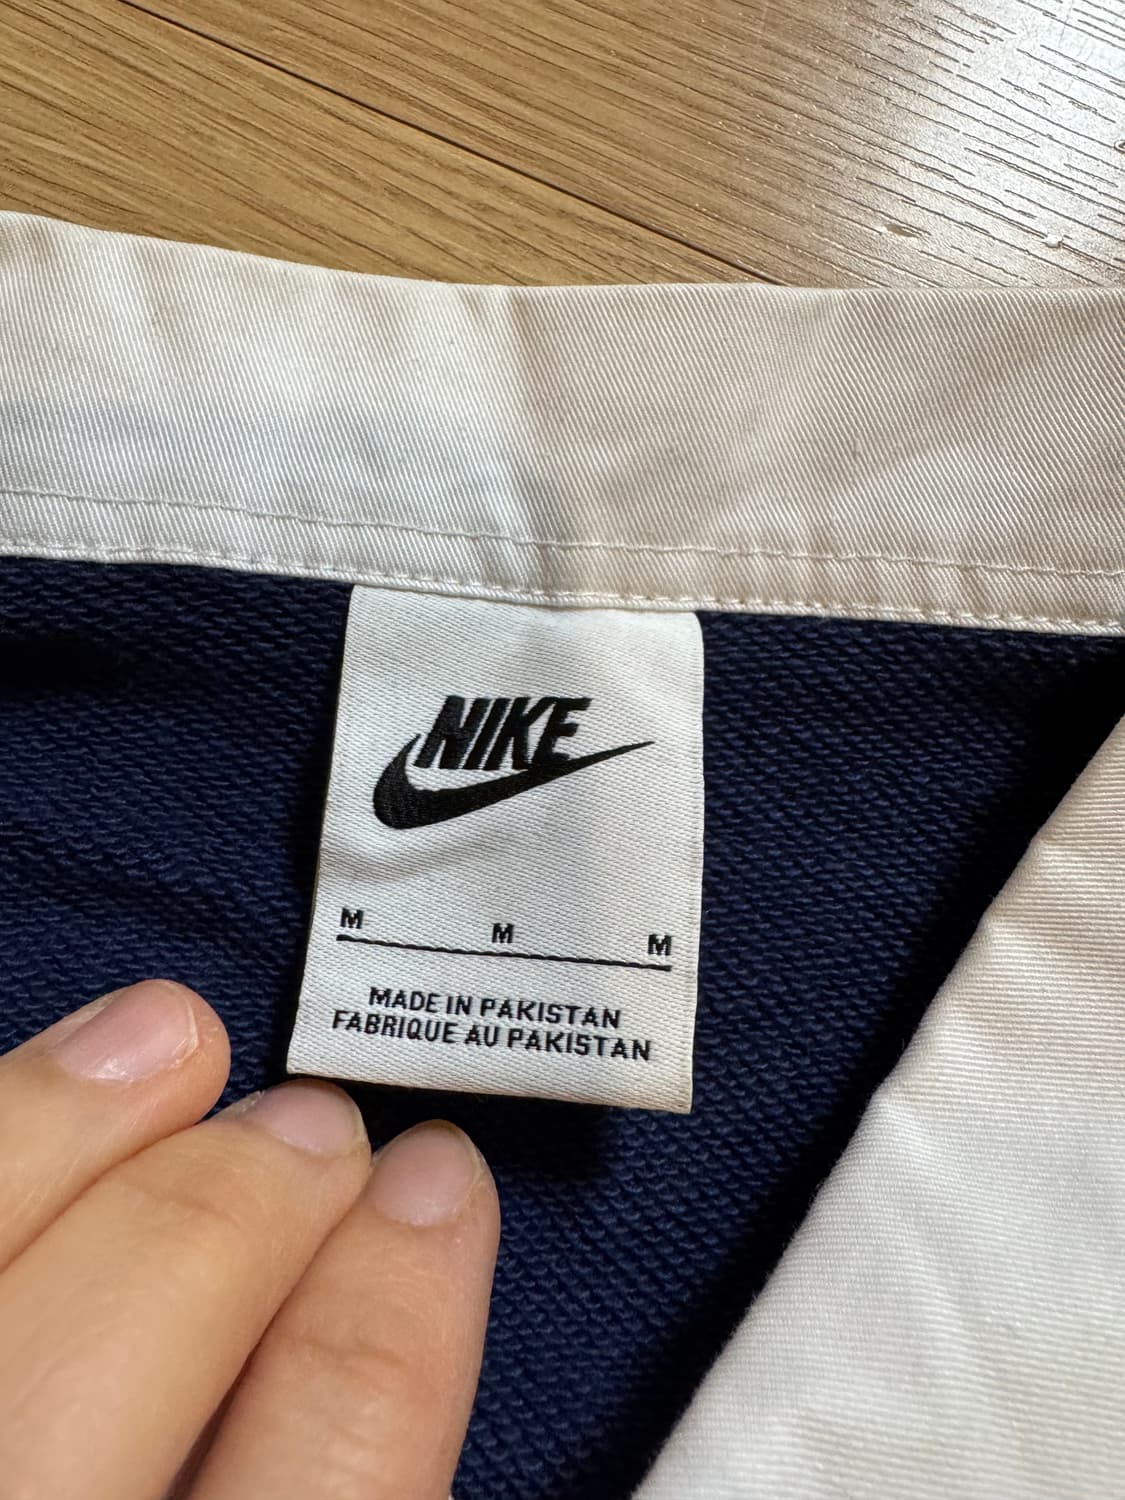 NIKE
M M M
MADE IN PAKISTAN
FABRIQUE AU PAKISTAN